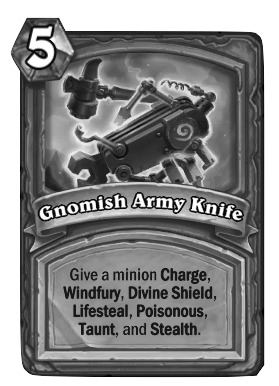 5
Gnomish Army Knife
Give a minion Charge,
Windfury, Divine Shield,
Lifesteal, Poisonous,
Taunt, and Stealth.